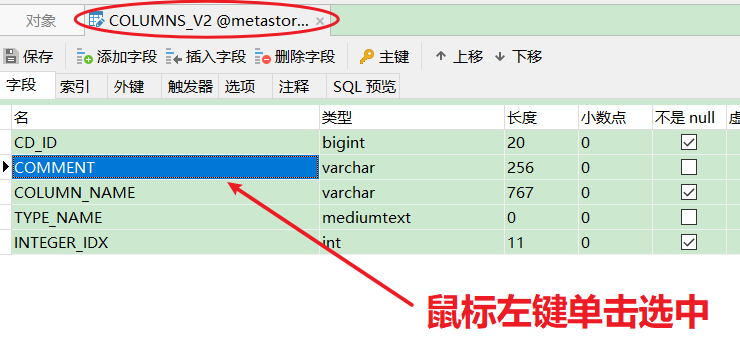 对象 COLUMNS_V2 @metastor...
保存 添加字段 插入字段 删除字段 主键 上移 下移
字段 索引 外键 触发器 选项 注释 SQL 预览
名 类型 长度 小数点 不是 null 虚
CD_ID bigint 20 0
COMMENT varchar 256 0
COLUMN_NAME varchar 767 0
TYPE_NAME mediumtext 0 0
INTEGER_IDX int 11 0
鼠标左键单击选中